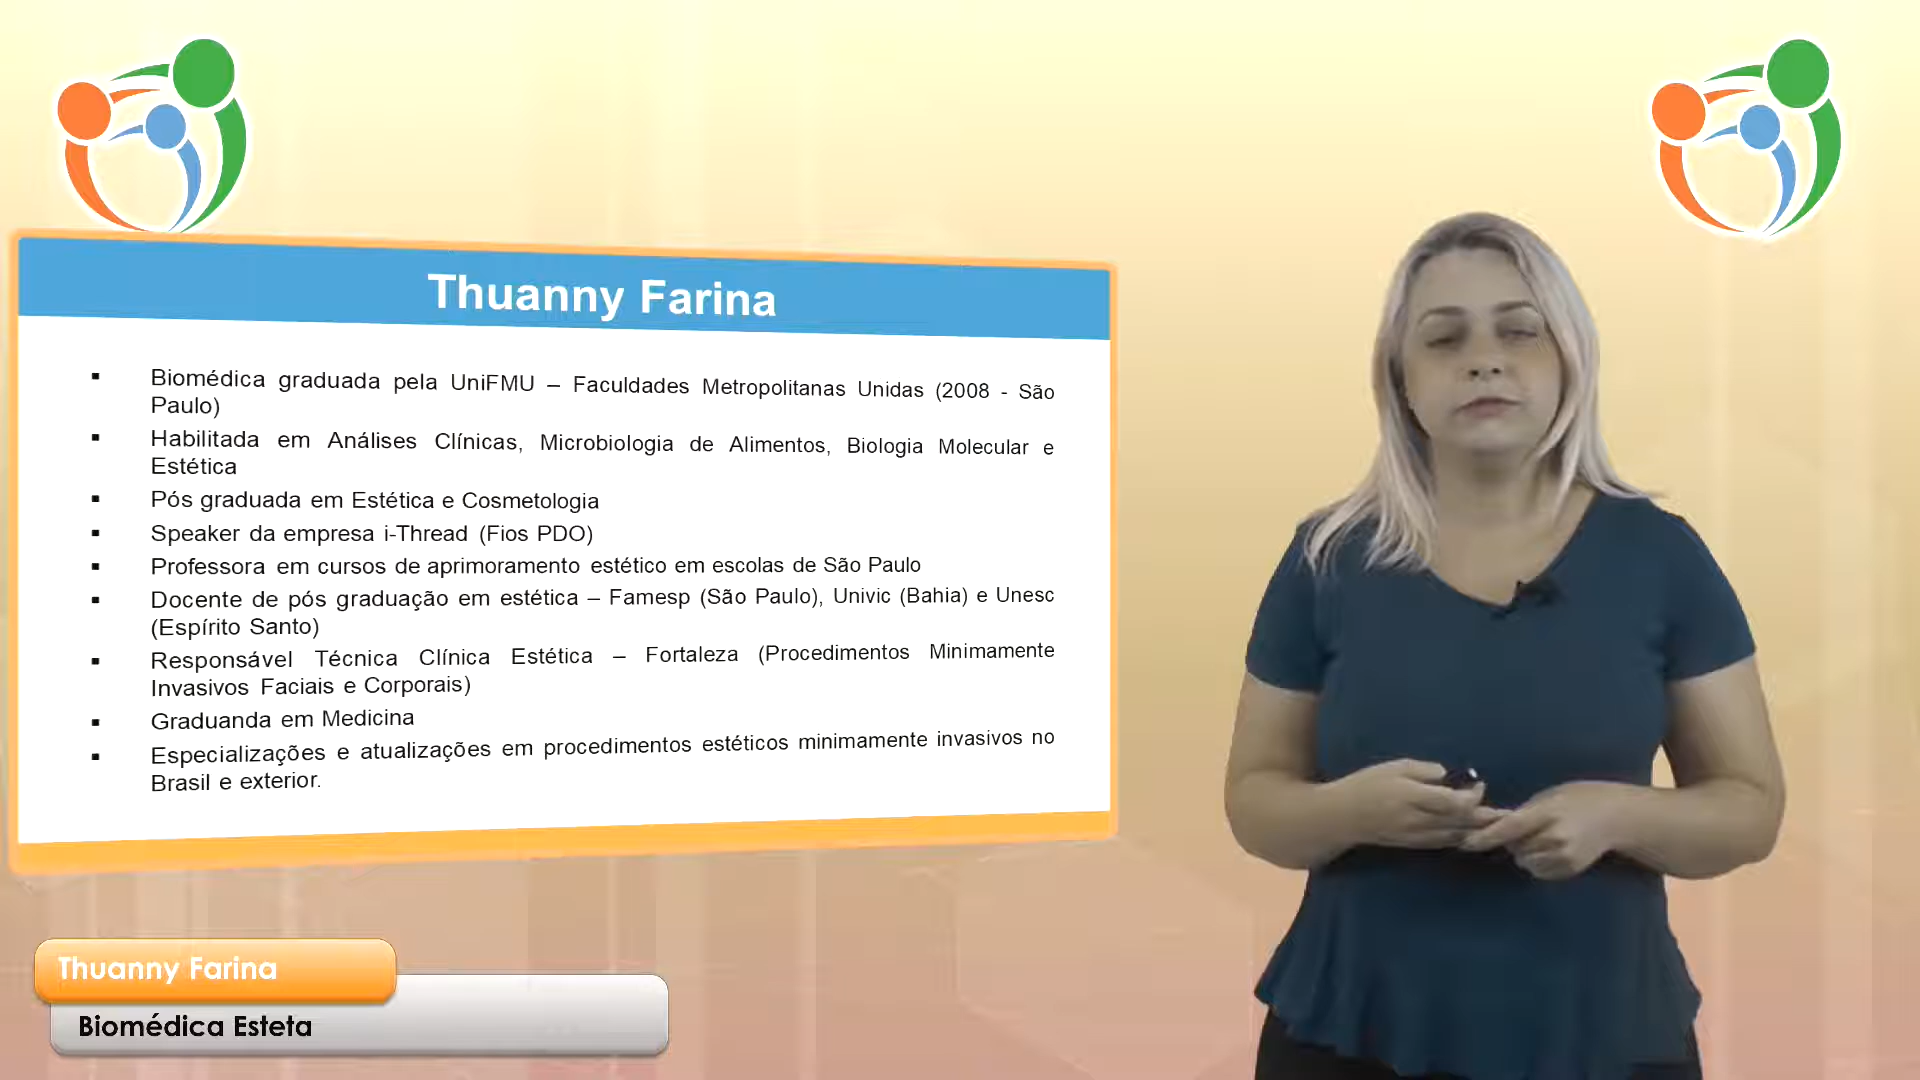 Thuanny Farina
▪ Biomédica graduada pela UniFMU – Faculdades Metropolitanas Unidas (2008 - São
Paulo)
▪ Habilitada em Análises Clínicas, Microbiologia de Alimentos, Biologia Molecular e
Estética
▪ Pós graduada em Estética e Cosmetologia
▪ Speaker da empresa i-Thread (Fios PDO)
▪ Professora em cursos de aprimoramento estético em escolas de São Paulo
▪ Docente de pós graduação em estética – Famesp (São Paulo), Univic (Bahia) e Unesc
(Espírito Santo)
▪ Responsável Técnica Clínica Estética – Fortaleza (Procedimentos Minimamente
Invasivos Faciais e Corporais)
▪ Graduanda em Medicina
▪ Especializações e atualizações em procedimentos estéticos minimamente invasivos no
Brasil e exterior.
Thuanny Farina
Biomédica Esteta